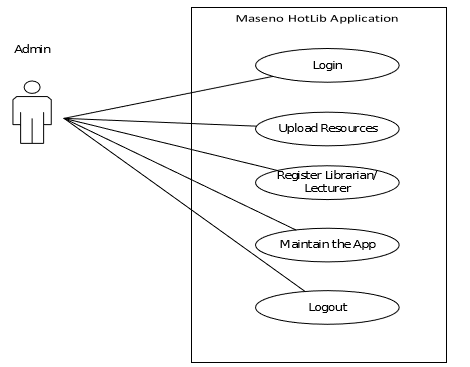 Maseno HotLib Application
Admin
Login
Upload Resources
Register Librarian/
Lecturer
Maintain the App
Logout